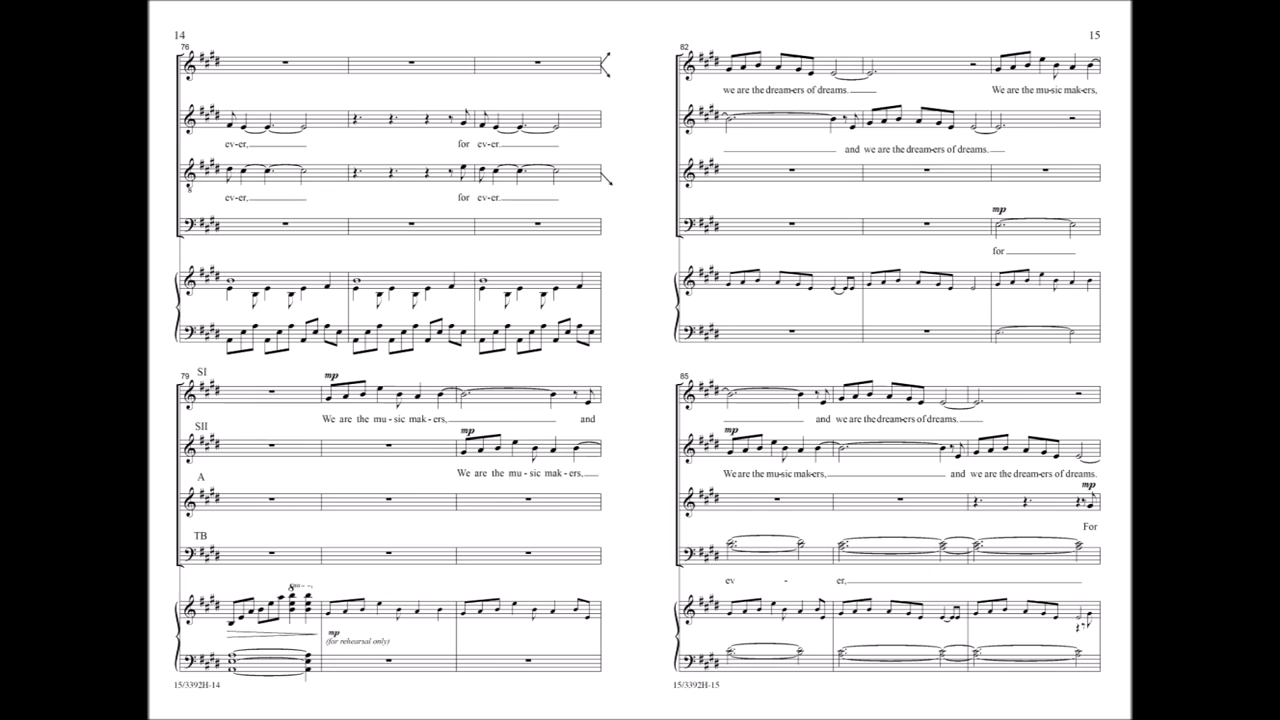 14
76
ev-er,
for ev-er.
8
ev-er,
for ev-er.
79
SI
mp
We are the mu - sic mak - ers, and
SII
mp
We are the mu - sic mak - ers,
A
TB
8va
mp
(for rehearsal only)
15/3392H-14
15
82
we are the dream-ers of dreams. We are the mu-sic mak-ers,
and we are the dream-ers of dreams.
mp
for
85
and we are the dream-ers of dreams.
mp
We are the mu-sic mak-ers, and we are the dream-ers of dreams.
mp
For
ev - er,
15/3392H-15